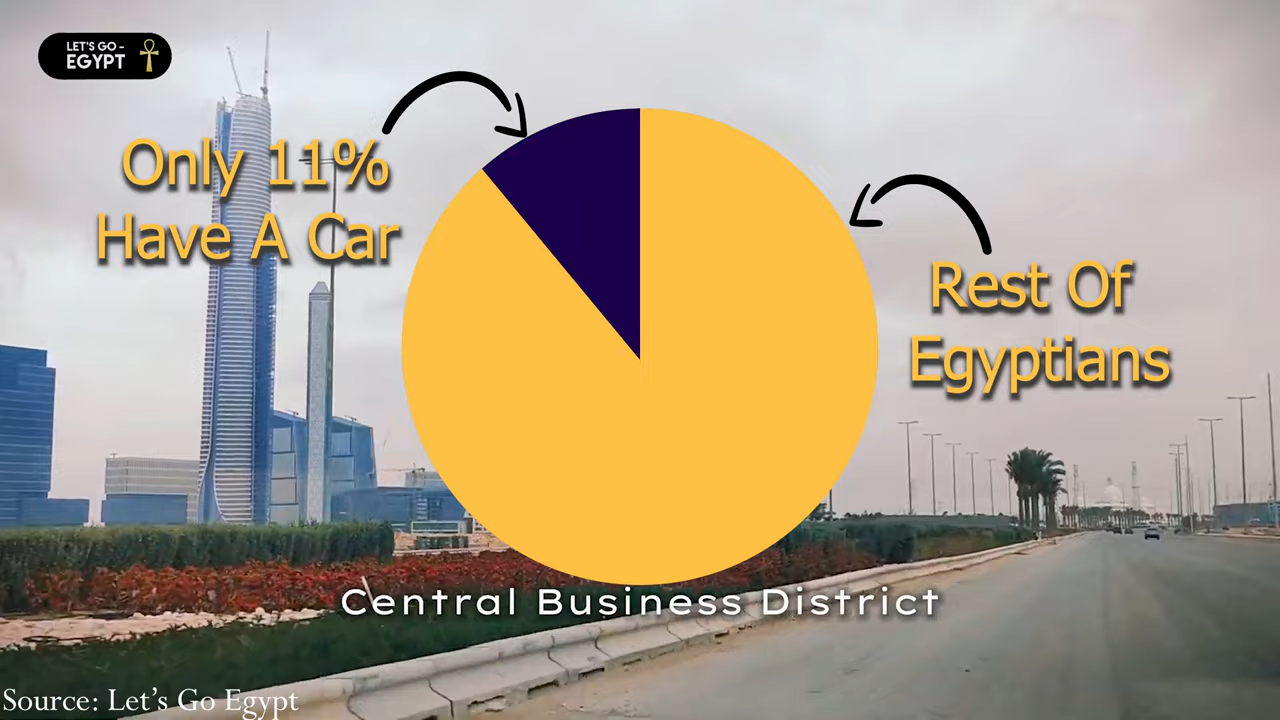 LET'S GO -
EGYPT
Only 11%
Have A Car
Rest Of
Egyptians
Central Business District
Source: Let's Go Egypt